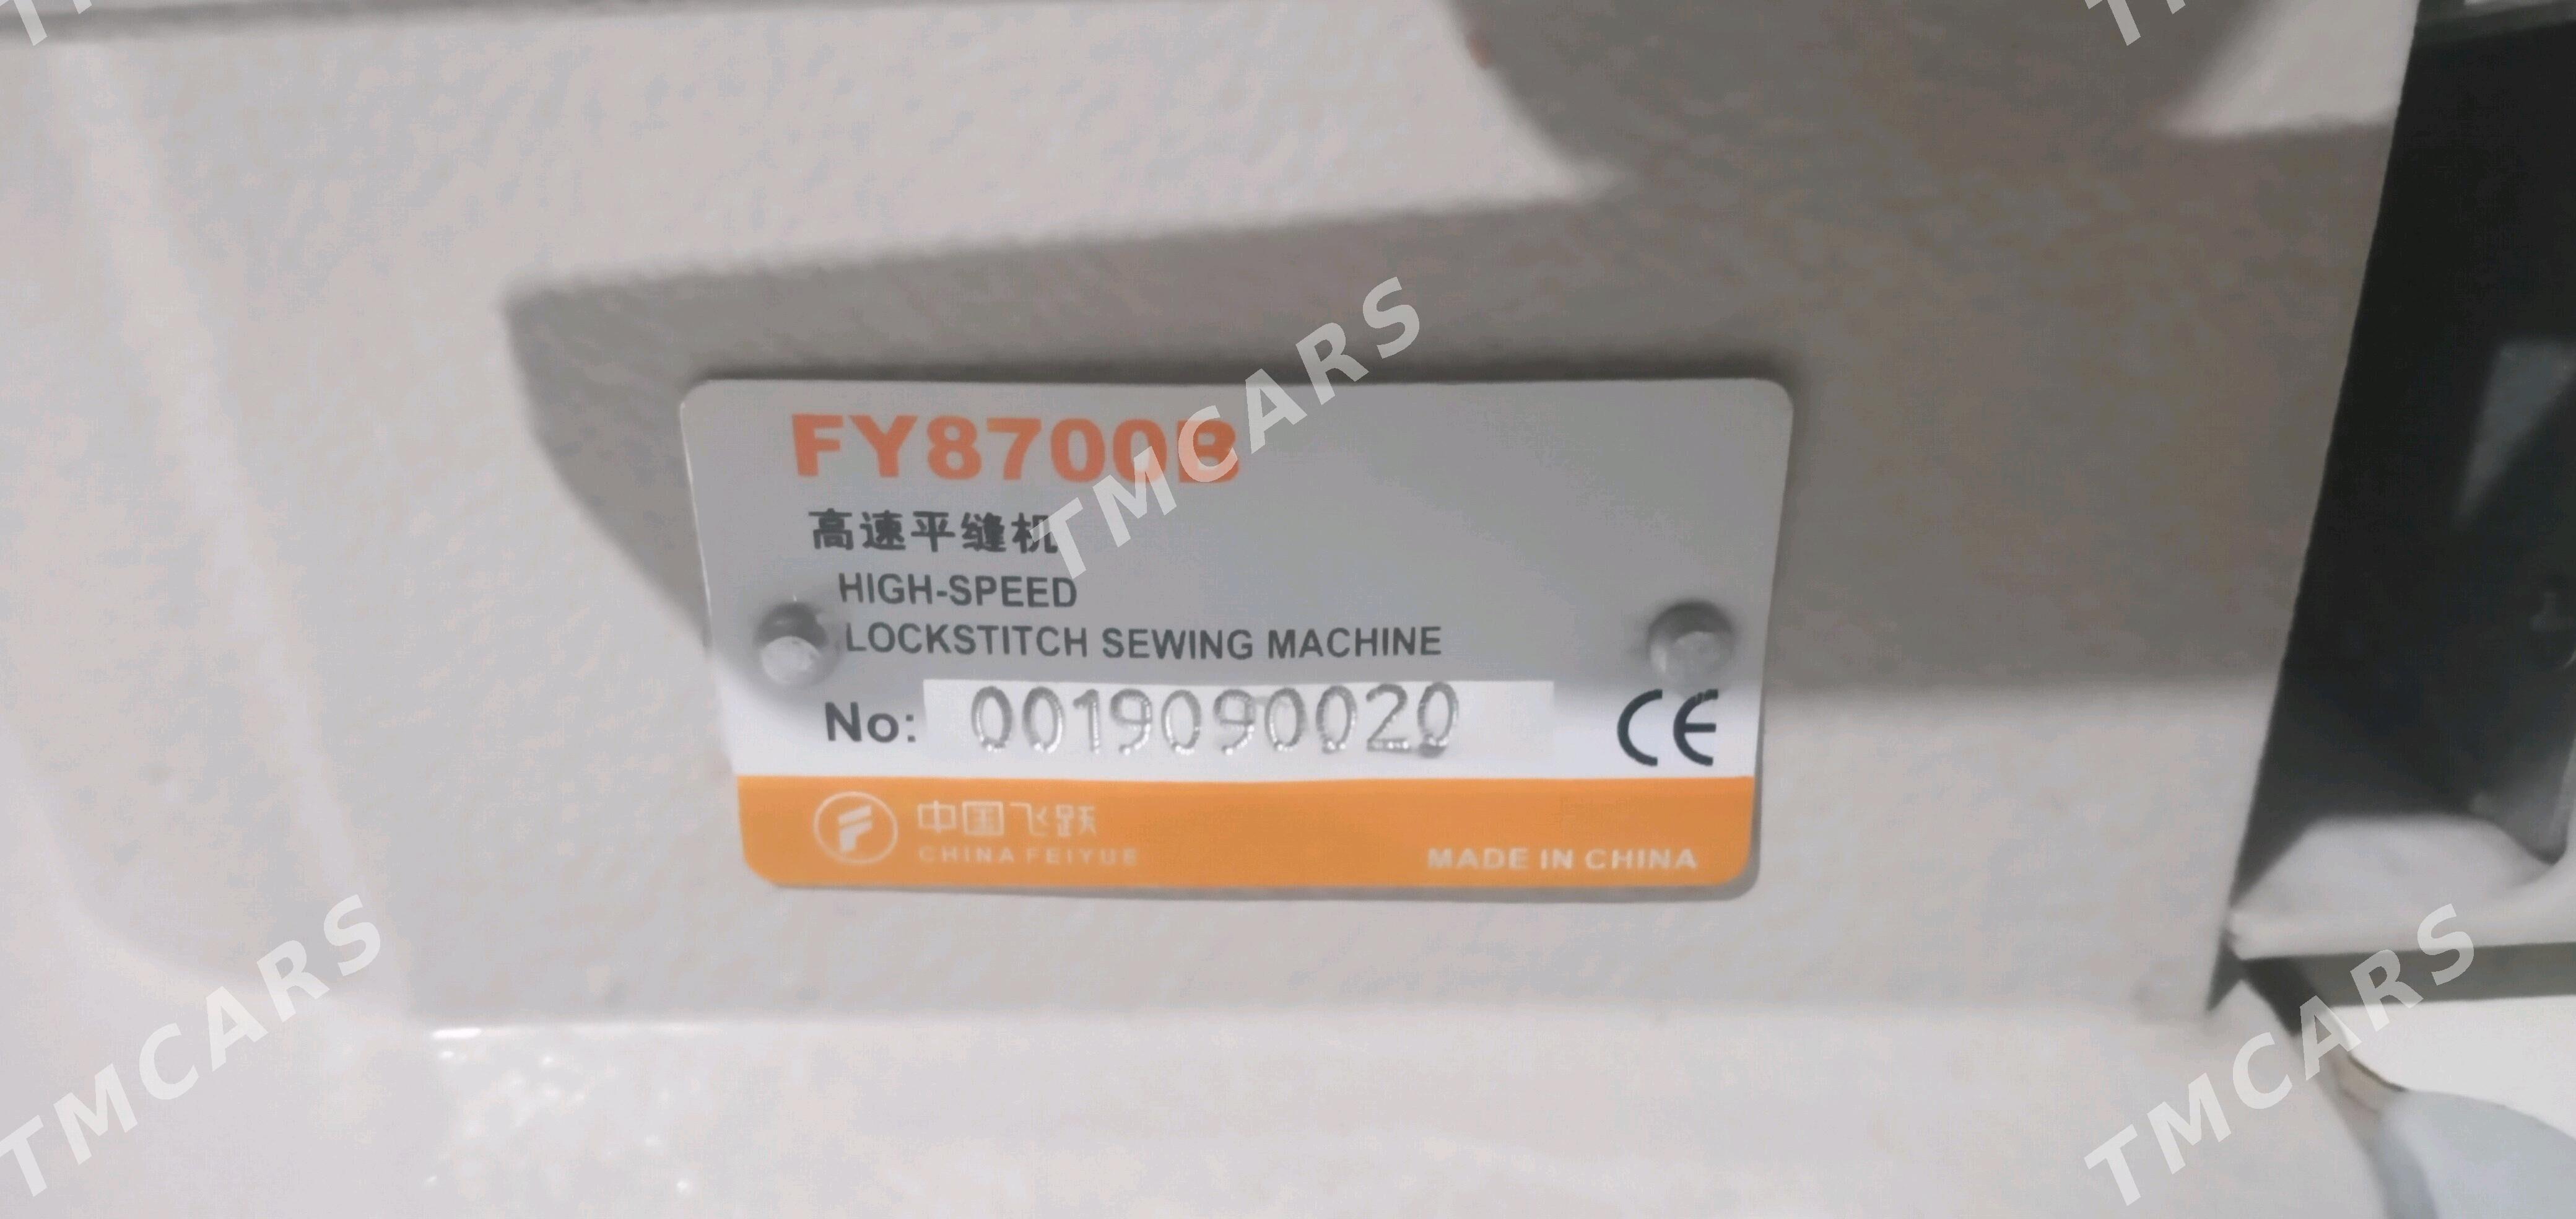 FY8700B
高速平缝机
HIGH-SPEED
LOCKSTITCH SEWING MACHINE
No: 0019090020
CE
中国飞跃
CHINA FEIYUE
MADE IN CHINA
TMCARS
TMCARS
TMCARS